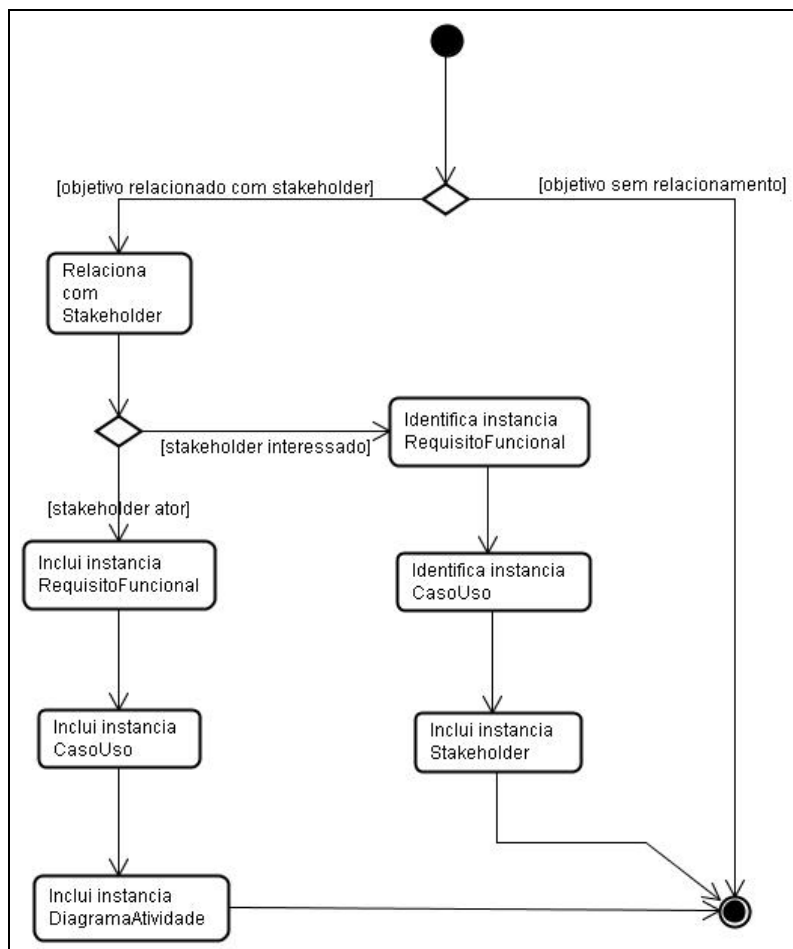 [objetivo relacionado com stakeholder]
[objetivo sem relacionamento]
Relaciona
com
Stakeholder
[stakeholder interessado]
Identifica instancia
RequisitoFuncional
[stakeholder ator]
Inclui instancia
RequisitoFuncional
Identifica instancia
CasoUso
Inclui instancia
CasoUso
Inclui instancia
Stakeholder
Inclui instancia
DiagramaAtividade